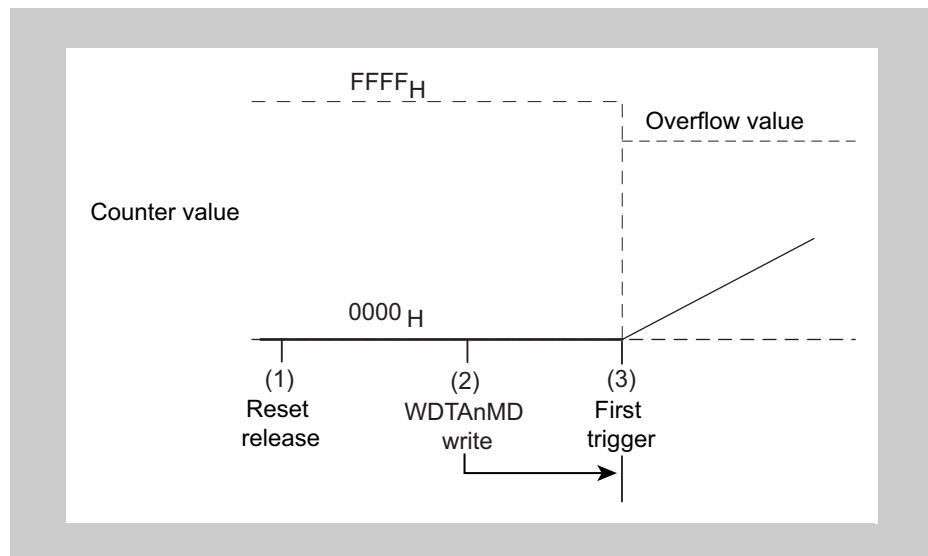 FFFFH
Overflow value
Counter value
0000 H
(1)
Reset
release
(2)
WDTAnMD
write
(3)
First
trigger